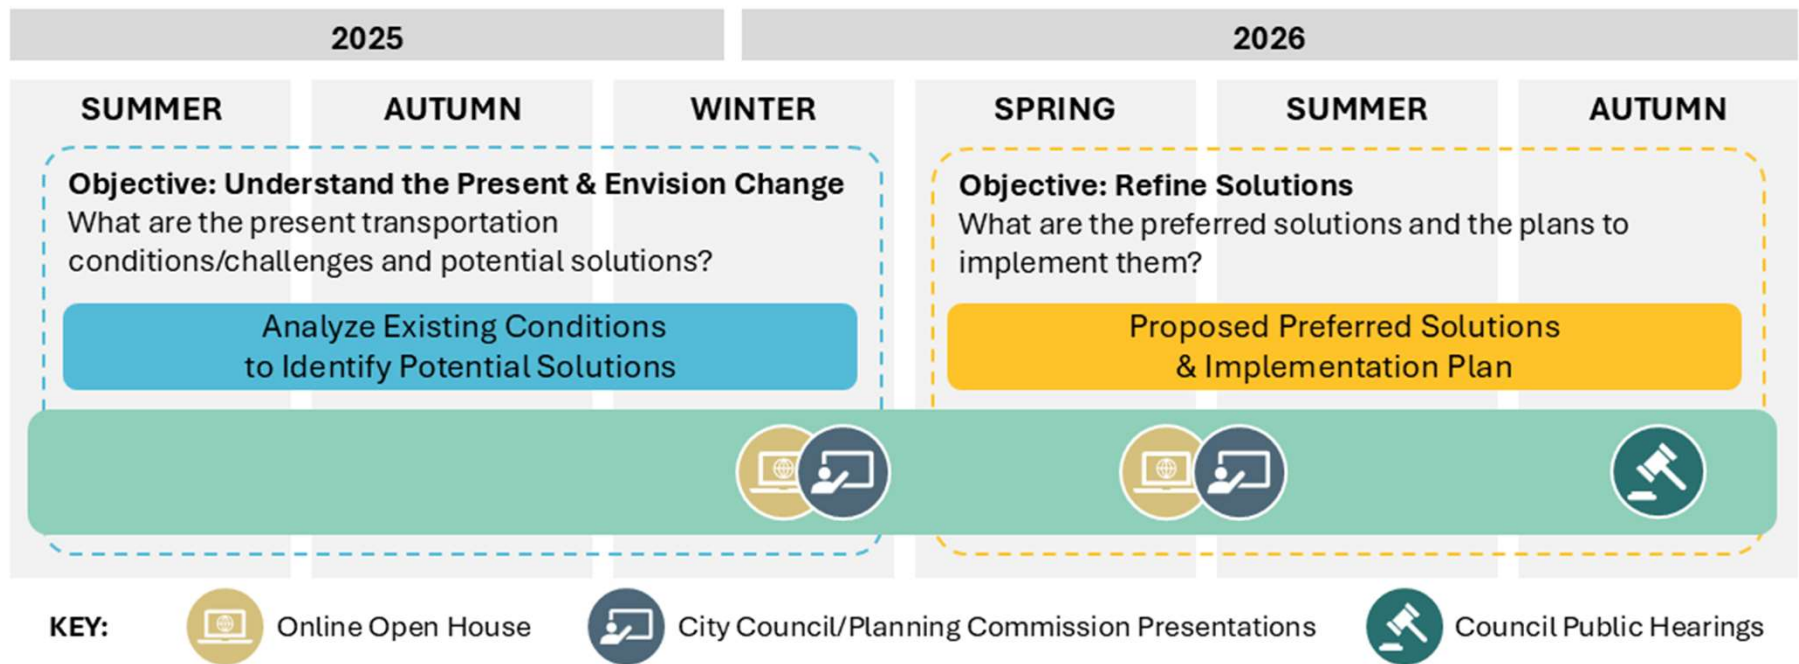 2025
2026
SUMMER
AUTUMN
WINTER
SPRING
SUMMER
AUTUMN
Objective: Understand the Present & Envision Change
What are the present transportation
conditions/challenges and potential solutions?
Analyze Existing Conditions
to Identify Potential Solutions
Objective: Refine Solutions
What are the preferred solutions and the plans to
implement them?
Proposed Preferred Solutions
& Implementation Plan
KEY:
Online Open House
City Council/Planning Commission Presentations
Council Public Hearings